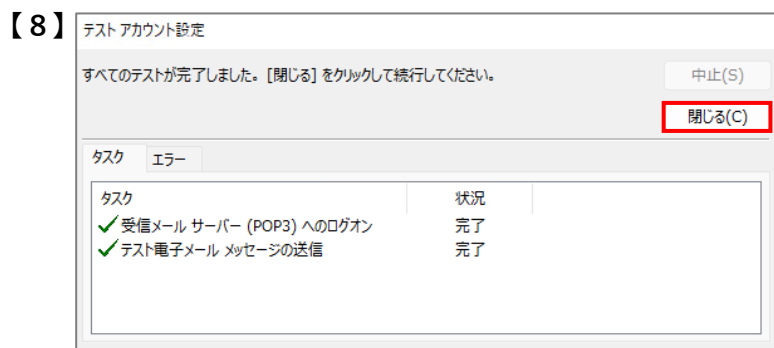 【8】
テスト アカウント設定
すべてのテストが完了しました。[閉じる] をクリックして続行してください。
中止(S)
閉じる(C)
タスク エラー
タスク 状況
受信メール サーバー (POP3) へのログオン 完了
テスト電子メール メッセージの送信 完了